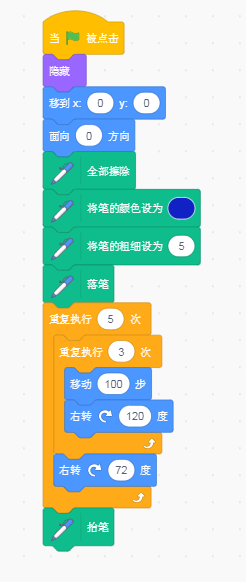 当 被点击
隐藏
移到 x: 0 y: 0
面向 0 方向
全部擦除
将笔的颜色设为
将笔的粗细设为 5
落笔
重复执行 5 次
重复执行 3 次
移动 100 步
右转 120 度
右转 72 度
抬笔